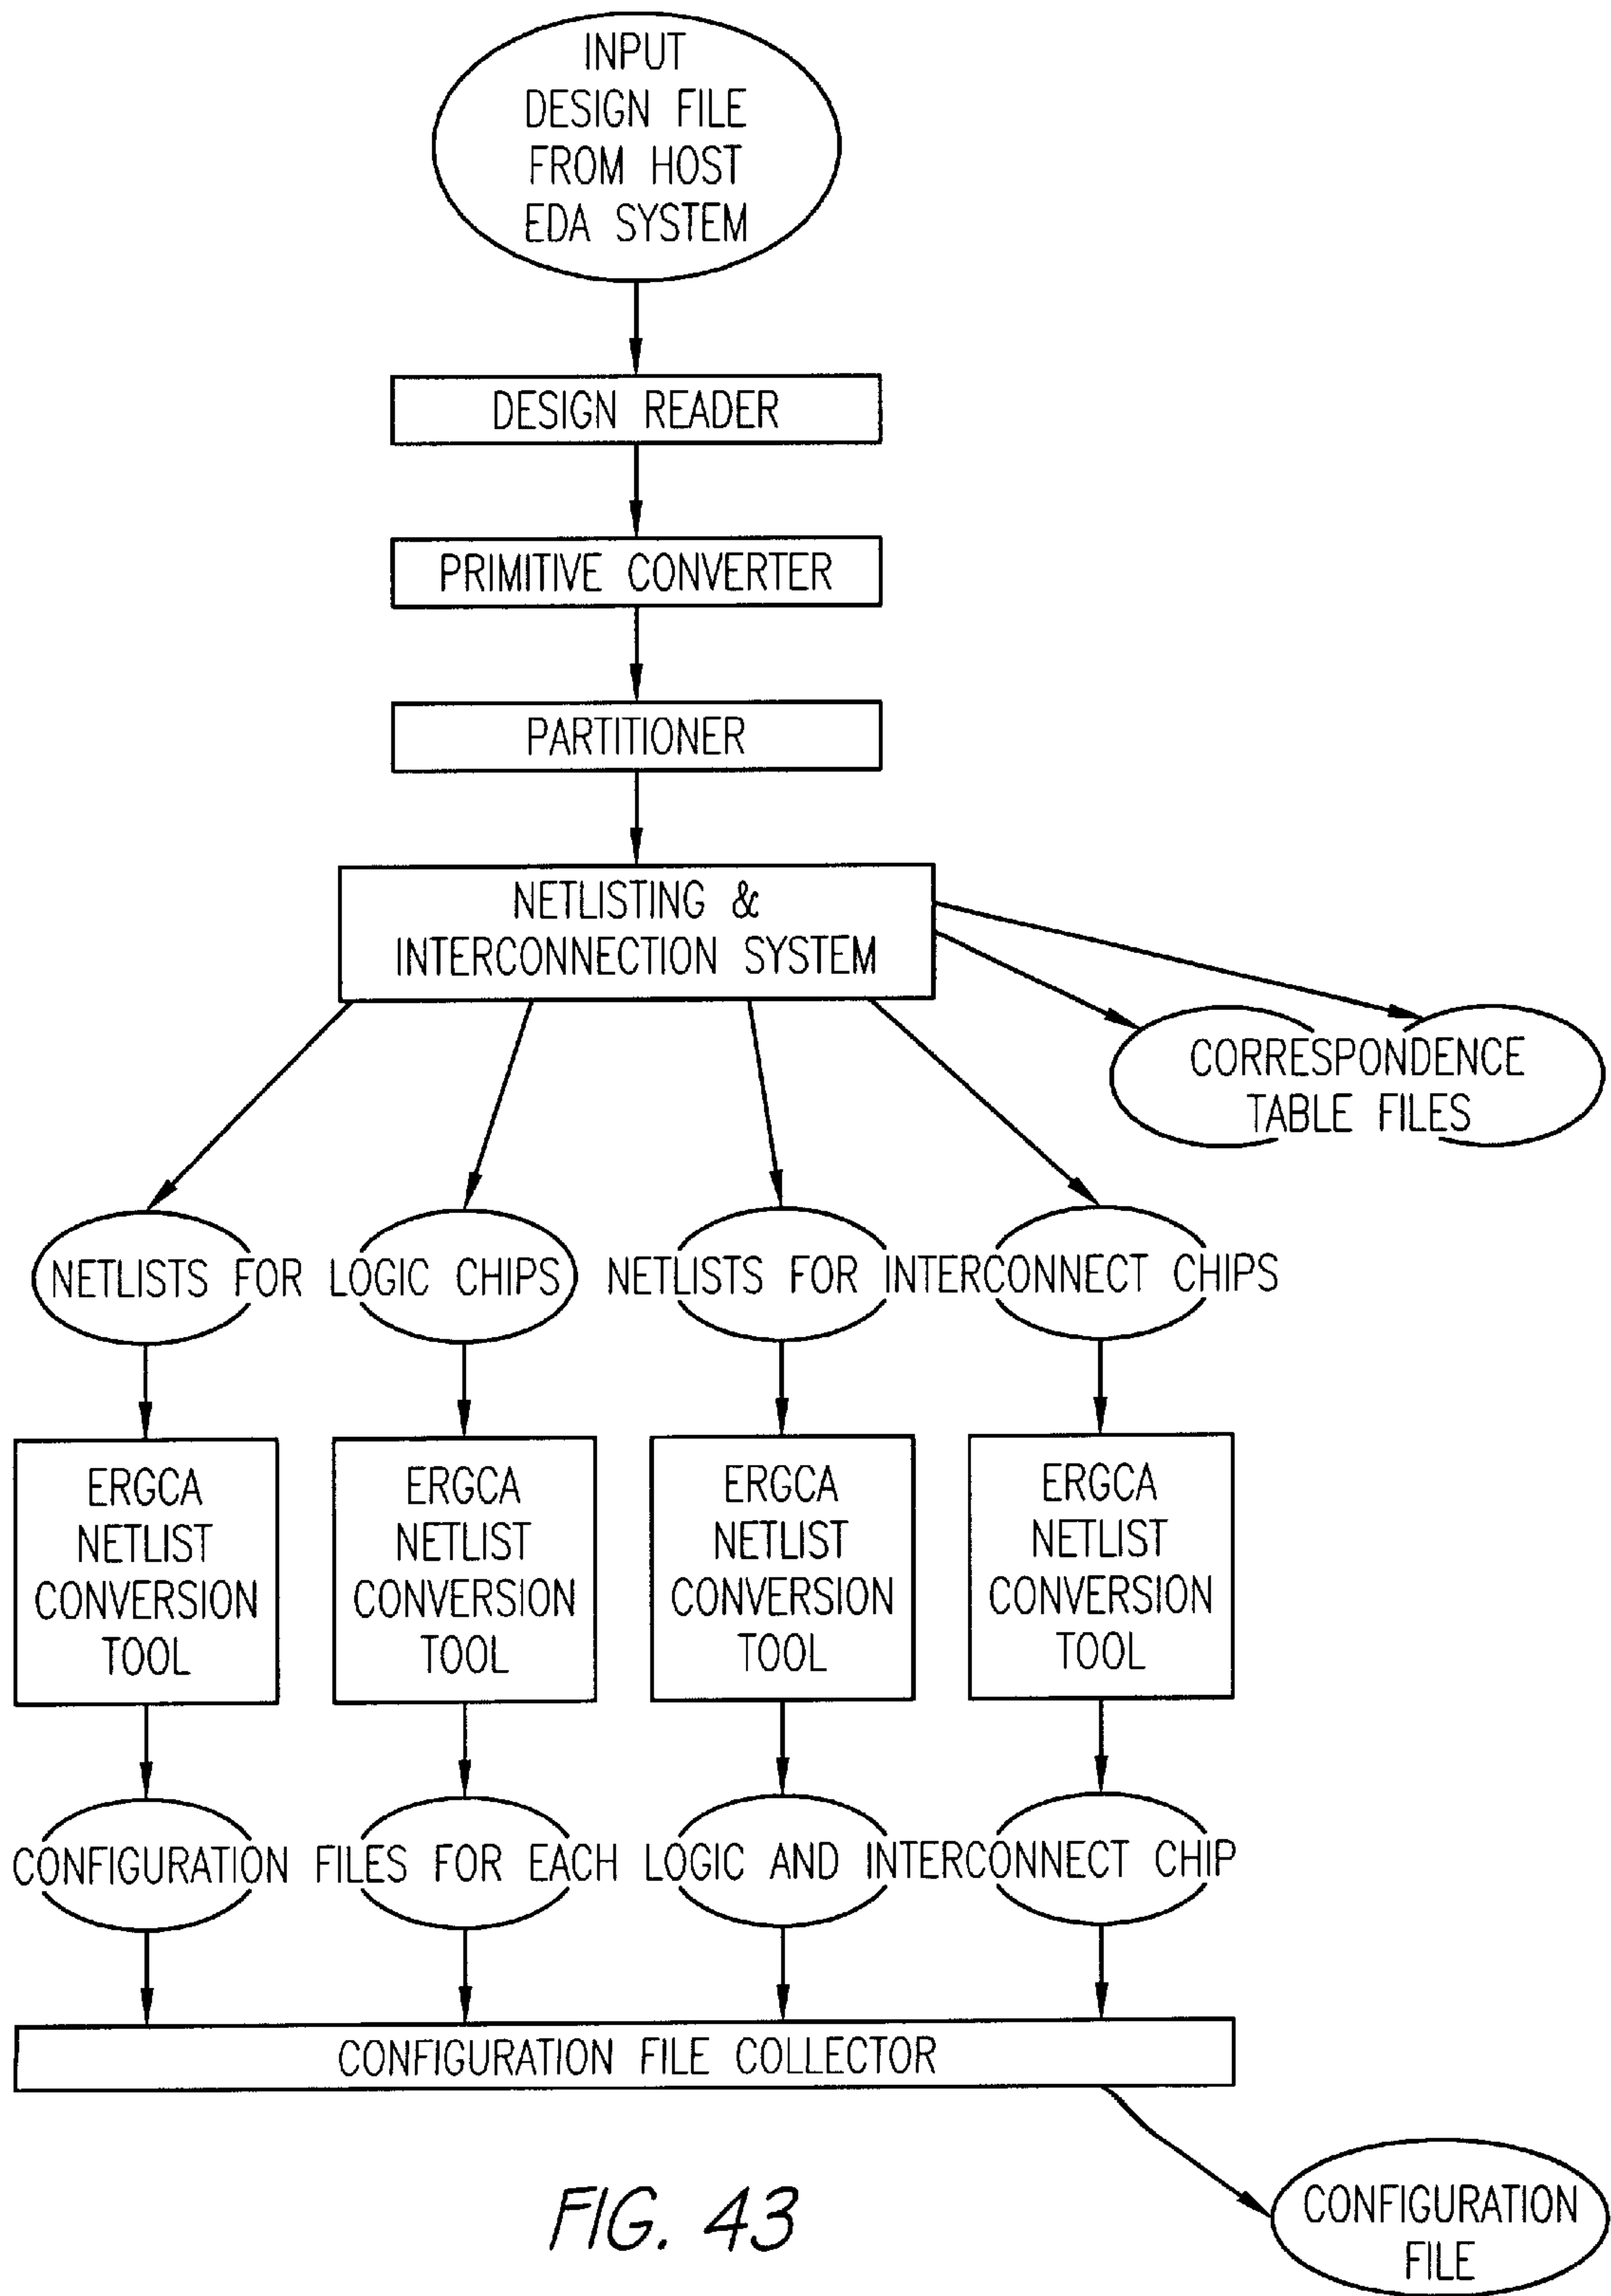 INPUT
DESIGN FILE
FROM HOST
EDA SYSTEM
DESIGN READER
PRIMITIVE CONVERTER
PARTITIONER
NETLISTING &
INTERCONNECTION SYSTEM
CORRESPONDENCE
TABLE FILES
NETLISTS FOR LOGIC CHIPS
NETLISTS FOR INTERCONNECT CHIPS
ERGCA
NETLIST
CONVERSION
TOOL
ERGCA
NETLIST
CONVERSION
TOOL
ERGCA
NETLIST
CONVERSION
TOOL
ERGCA
NETLIST
CONVERSION
TOOL
CONFIGURATION FILES FOR EACH LOGIC AND INTERCONNECT CHIP
CONFIGURATION FILE COLLECTOR
CONFIGURATION
FILE
FIG. 43